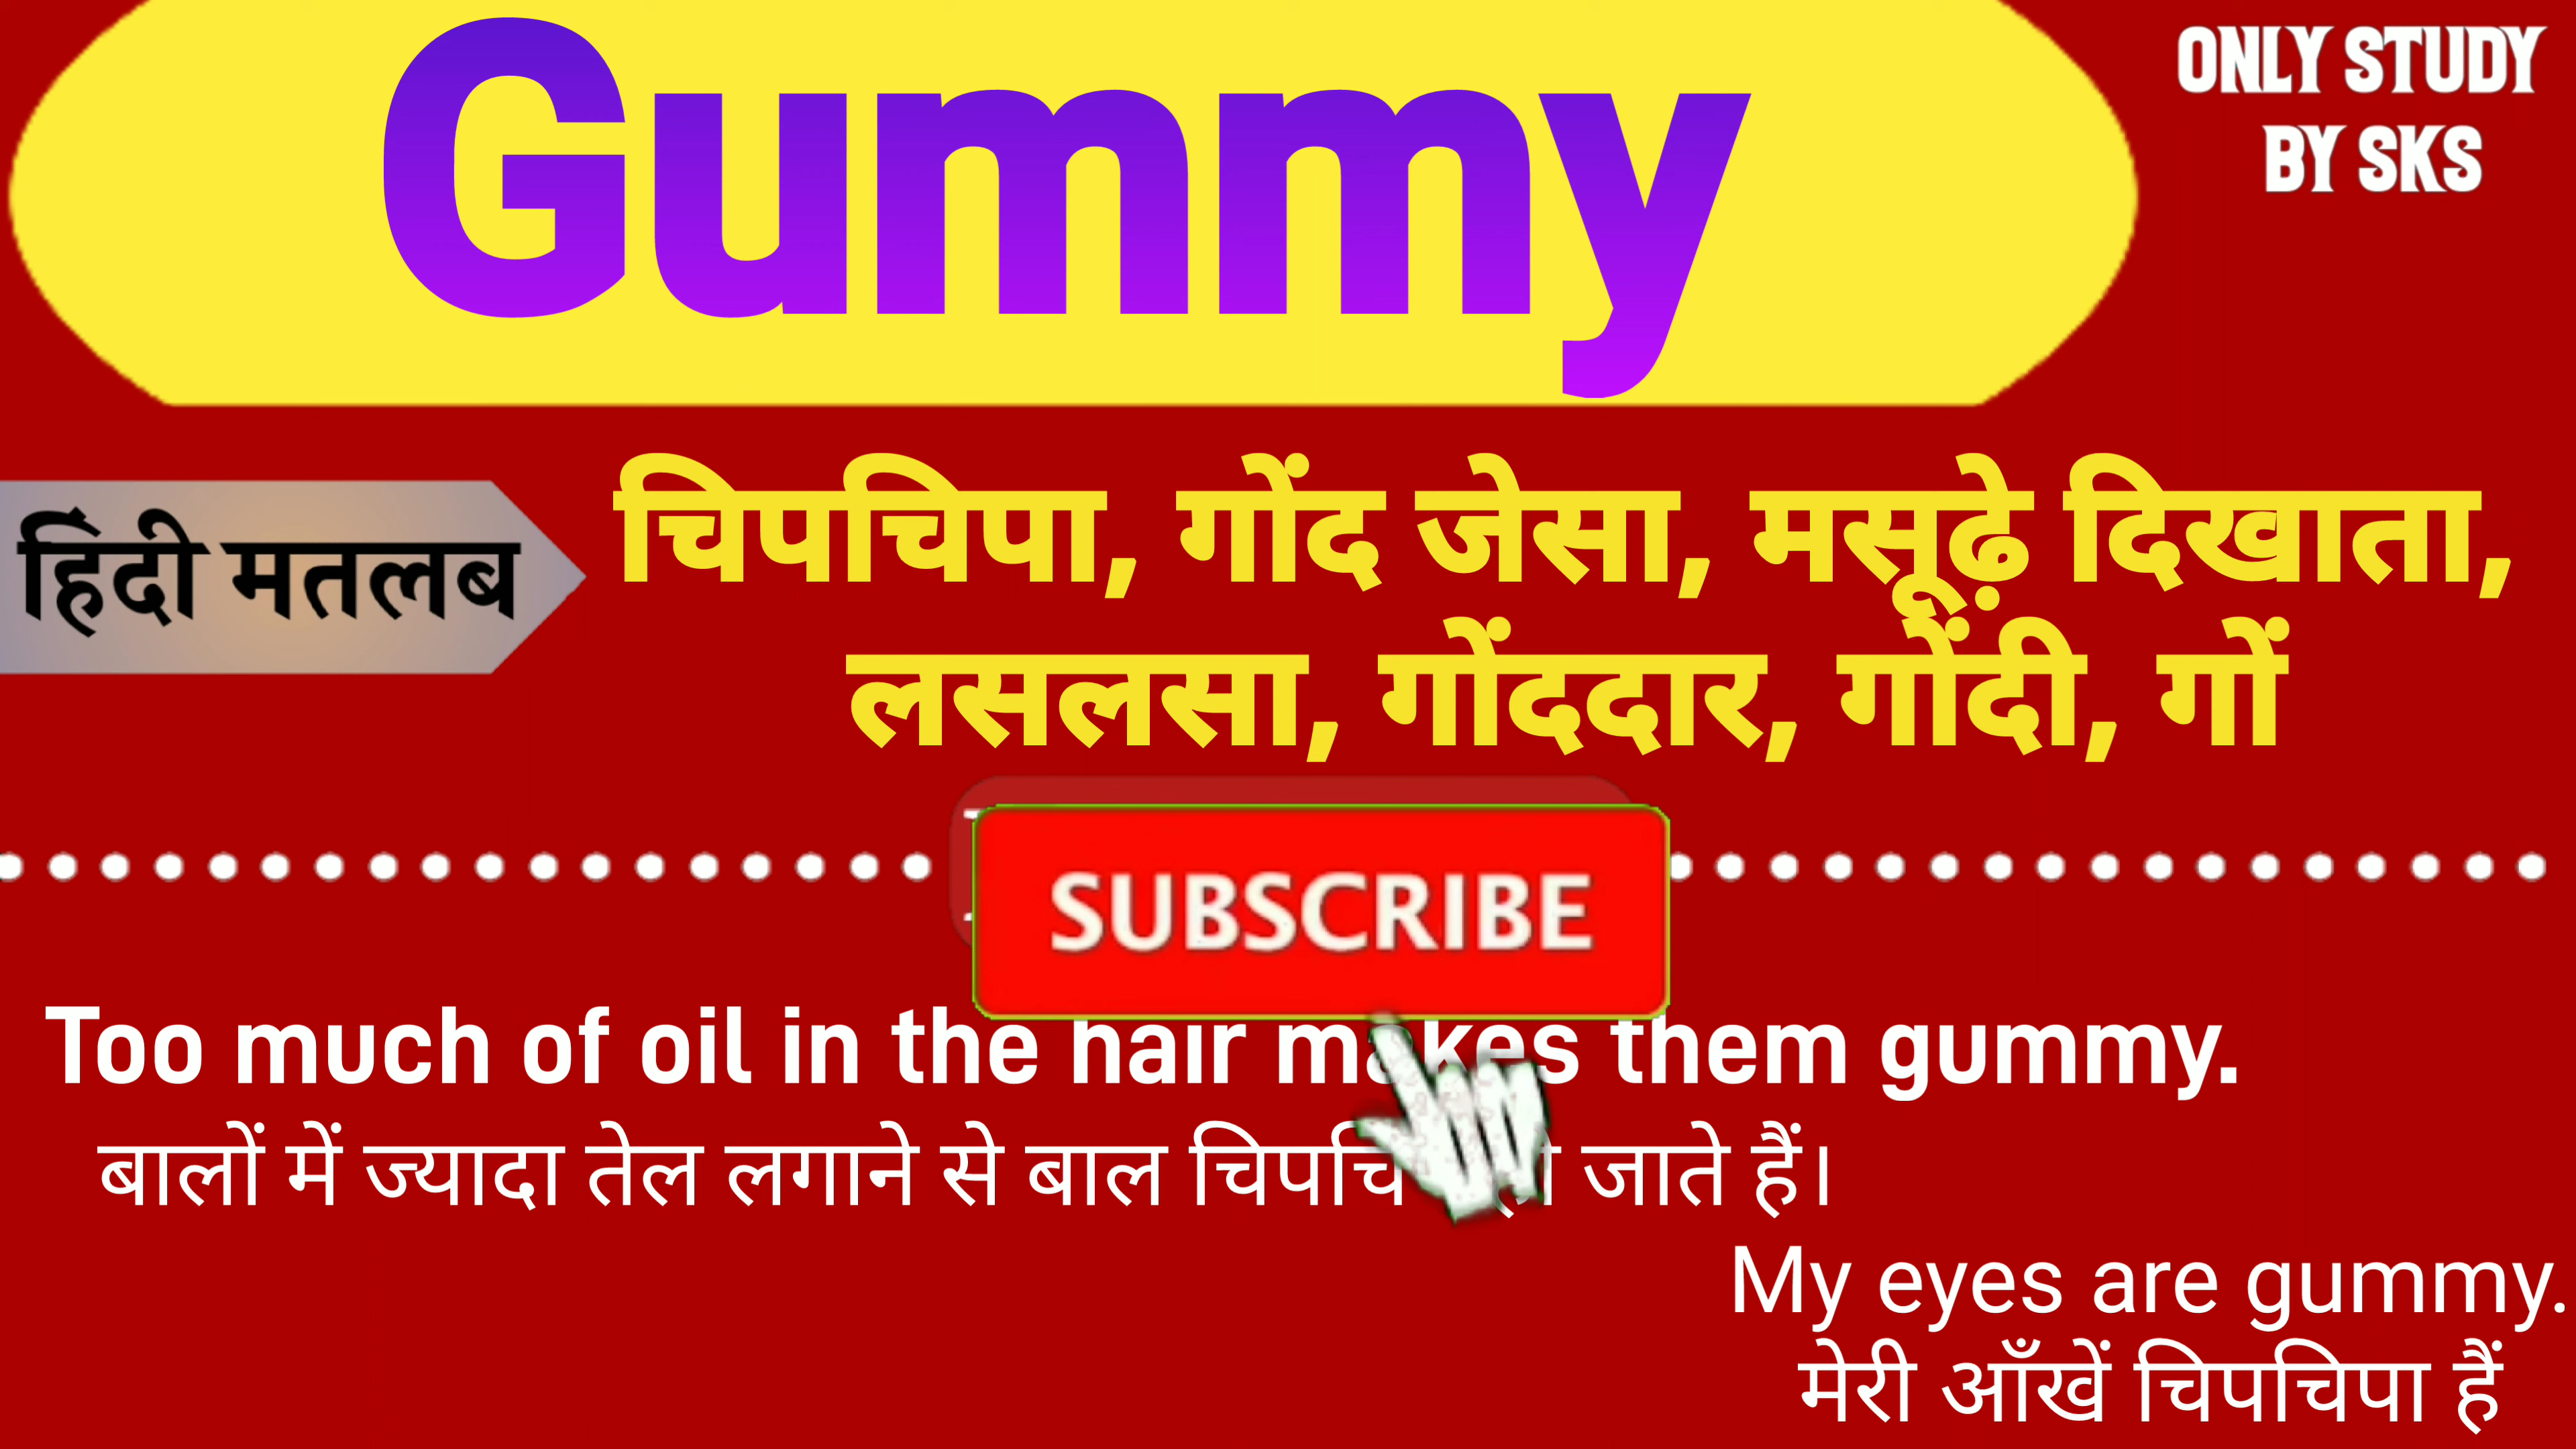 Gummy
ONLY STUDY
BY SKS
हिंदी मतलब
चिपचिपा, गोंद जेसा, मसूढ़े दिखाता,
लसलसा, गोंददार, गोंदी, गों
SUBSCRIBE
Too much of oil in the hair makes them gummy.
बालों में ज्यादा तेल लगाने से बाल जाते हैं।
My eyes are gummy.
मेरी आँखें चिपचिपा हैं